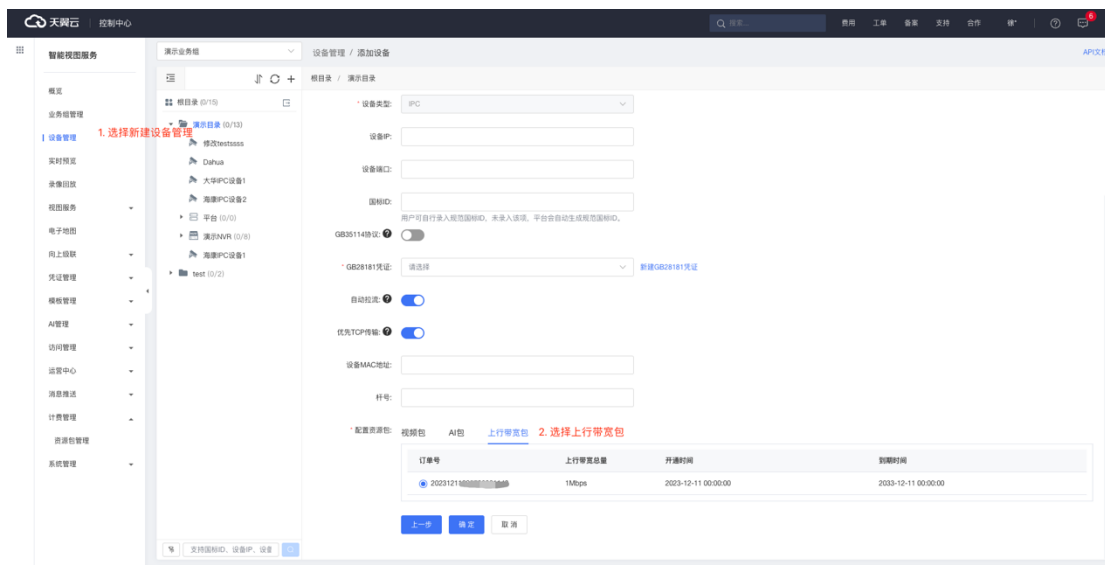 天翼云 控制中心 搜索... 费用 工单 备案 支持 合作 6
智能视图服务 演示业务组 设备管理 / 添加设备 API文档
概览
业务组管理
设备管理
实时预览
录像回放
视图服务
电子地图
向上级联
凭证管理
模板管理
AI管理
访问管理
运营中心
消息推送
计费管理
资源包管理
系统管理
1. 选择新建设备管理
根目录 (0/15)
演示目录 (0/13)
修改testssss
Dahua
大华IPC设备1
海康IPC设备2
平台 (0/0)
演示NVR (0/8)
海康IPC设备1
test (0/2)
支持国标ID、设备IP、设备
根目录 / 演示目录
* 设备类型: IPC
设备IP:
设备端口:
国标ID:
用户可自行录入规范国标ID，未录入该项，平台会自动生成规范国标ID。
GB35114协议:
* GB28181凭证: 请选择 新建GB28181凭证
自动拉流:
优先TCP传输:
设备MAC地址:
杆号:
* 配置资源包: 视频包 AI包 上行带宽包 2. 选择上行带宽包
订单号 上行带宽总量 开通时间 到期时间
1Mbps 2023-12-11 00:00:00 2033-12-11 00:00:00
上一步 确定 取消